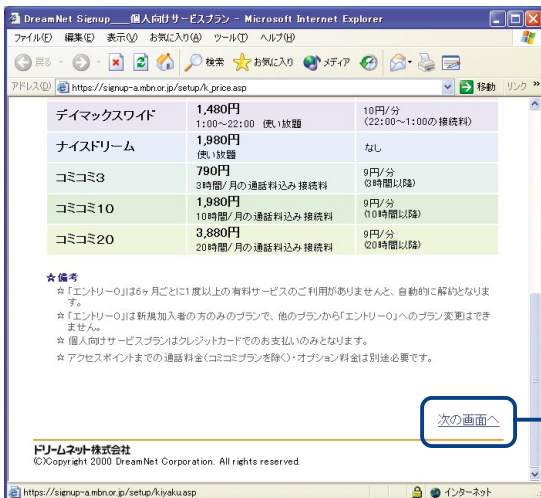 DreamNet Signup___個人向けサービスプラン - Microsoft Internet Explorer
ファイル(F) 編集(E) 表示(V) お気に入り(A) ツール(T) ヘルプ(H)
戻る 検索 お気に入り メディア
アドレス(D) https://signup-a.mbn.or.jp/setup/k_price.asp 移動 リンク »
デイマックスワイド 1,480円 10円/分
1:00～22:00 使い放題 (22:00～1:00の接続料)
ナイスドリーム 1,980円 なし
使い放題
コミコミ3 790円 9円/分
3時間/月の通話料込み接続料 (3時間以降)
コミコミ10 1,980円 9円/分
10時間/月の通話料込み接続料 (10時間以降)
コミコミ20 3,880円 9円/分
20時間/月の通話料込み接続料 (20時間以降)
☆備考
☆「エントリー0」は6ヶ月ごとに1度以上の有料サービスのご利用がありませんと、自動的に解約となりま
す。
☆「エントリー0」は新規加入者の方のみのプランで、他のプランから「エントリー0」へのプラン変更はでき
ません。
☆ 個人向けサービスプランはクレジットカードでのお支払いのみとなります。
☆ アクセスポイントまでの通話料金(コミコミプランを除く)・オプション料金は別途必要です。
次の画面へ
ドリームネット株式会社
(C)Copyright 2000 DreamNet Corporation. All rights reserved.
https://signup-a.mbn.or.jp/setup/kiyaku.asp インターネット